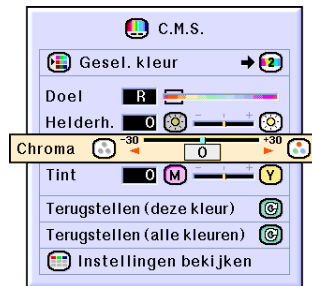 C.M.S.
Gesel. kleur 2
Doel R
Helderh. 0 - +
Chroma -30 0 +30
Tint 0 M - + Y
Terugstellen (deze kleur)
Terugstellen (alle kleuren)
Instellingen bekijken